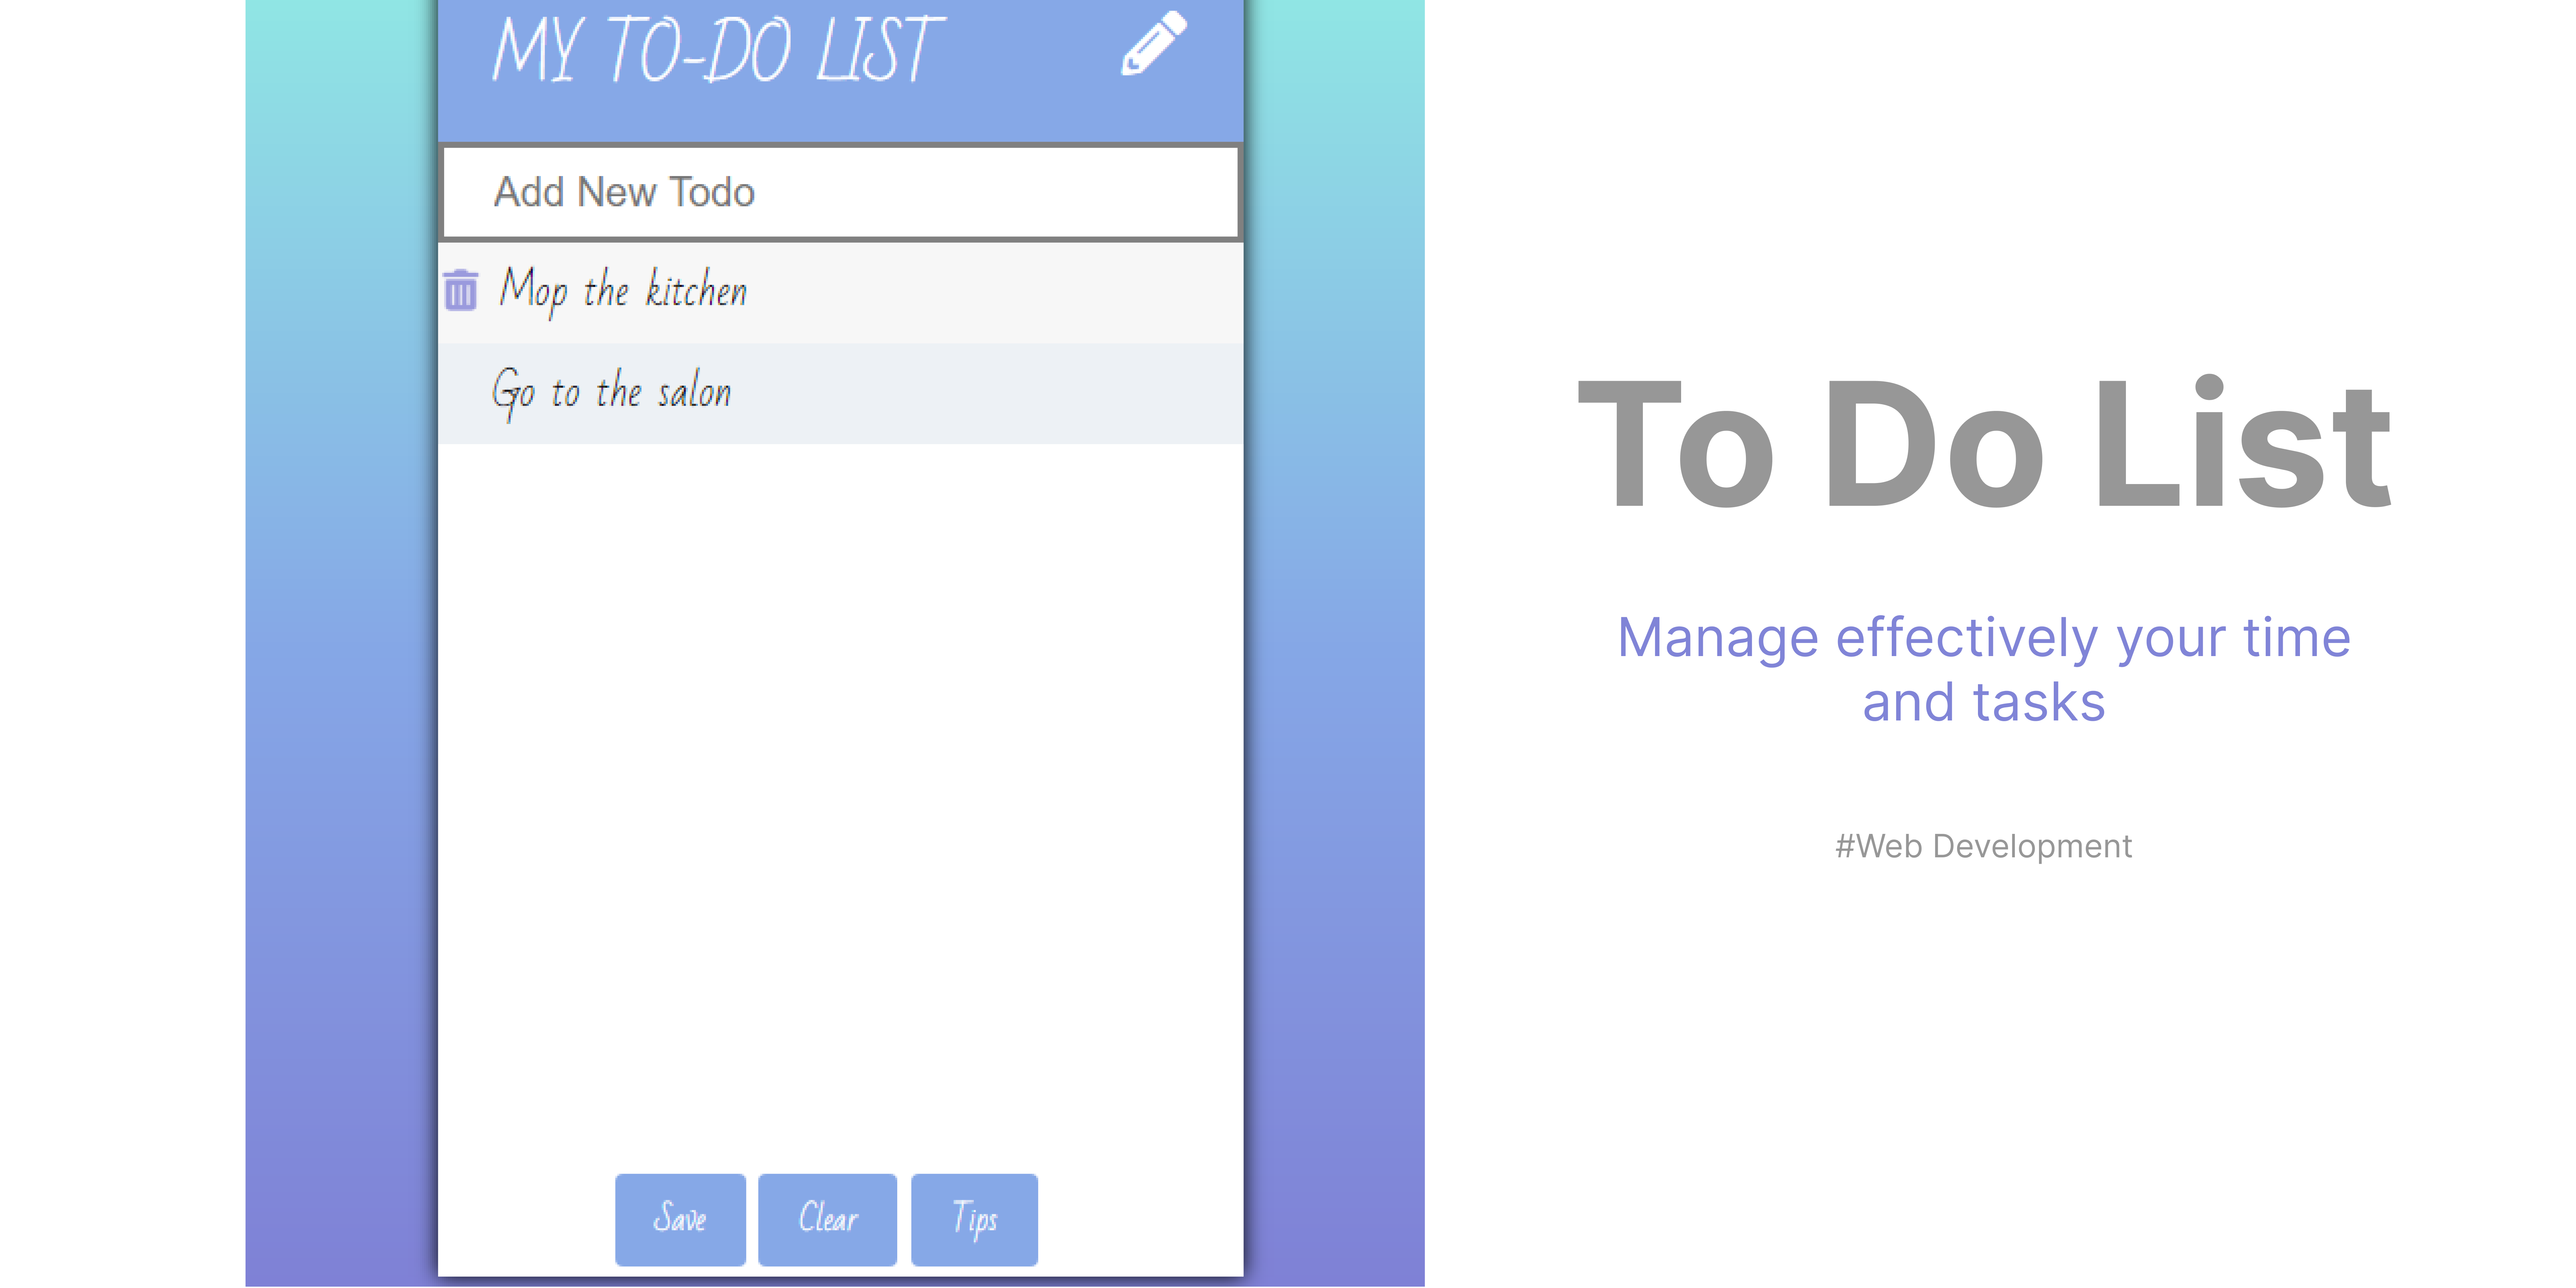 MY TO-DO LIST
Add New Todo
Mop the kitchen
Go to the salon
Save
Clear
Tips
To Do List
Manage effectively your time
and tasks
#Web Development